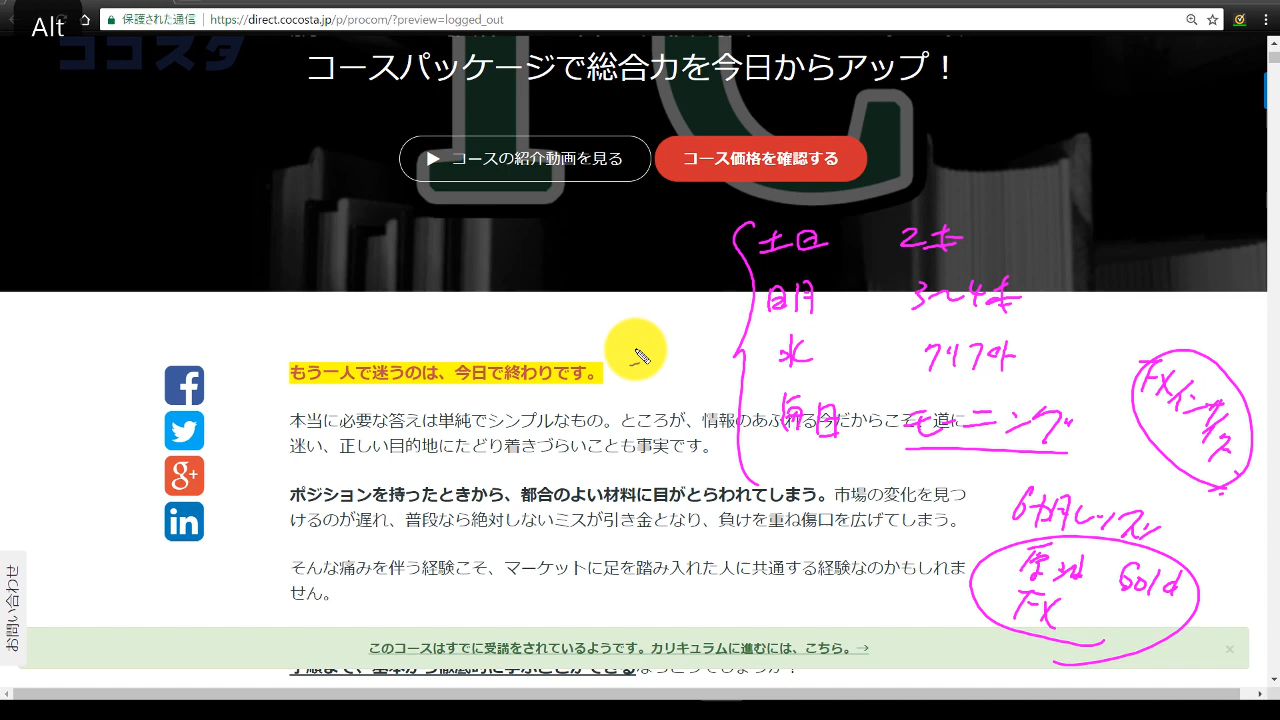 Alt
保護された通信
https://direct.cocosta.jp/p/procom/?preview=logged_out
ココスタ
コースパッケージで総合力を今日からアップ！
▶ コースの紹介動画を見る
コース価格を確認する
土日 2本
日月 3〜4本
水 クリプト
毎日 モニング
FXインサイス
6カ月レッスン
原油 Gold
FX
もう一人で迷うのは、今日で終わりです。
本当に必要な答えは単純でシンプルなもの。ところが、情報のあふれる今だからこそ、道に
迷い、正しい目的地にたどり着きづらいことも事実です。
ポジションを持ったときから、都合のよい材料に目がとらわれてしまう。市場の変化を見つ
けるのが遅れ、普段なら絶対しないミスが引き金となり、負けを重ね傷口を広げてしまう。
そんな痛みを伴う経験こそ、マーケットに足を踏み入れた人に共通する経験なのかもしれま
せん。
お問い合わせ
このコースはすでに受講をされているようです。カリキュラムに進むには、こちら。→
×